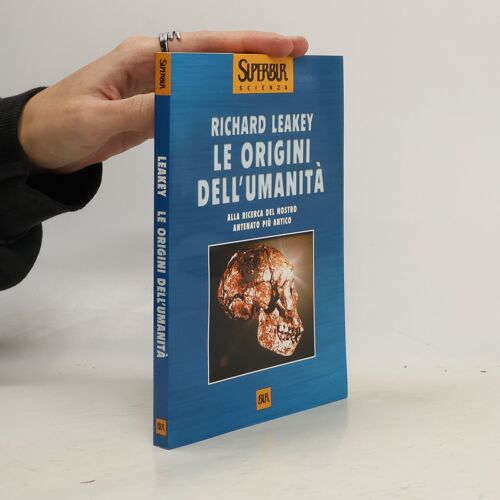 SUPERBUR
SCIENZA
RICHARD LEAKEY
LE ORIGINI
DELL'UMANITÀ
ALLA RICERCA DEL NOSTRO
ANTENATO PIÙ ANTICO
BUR
SUPERBUR
LEAKEY LE ORIGINI DELL'UMANITÀ
BUR